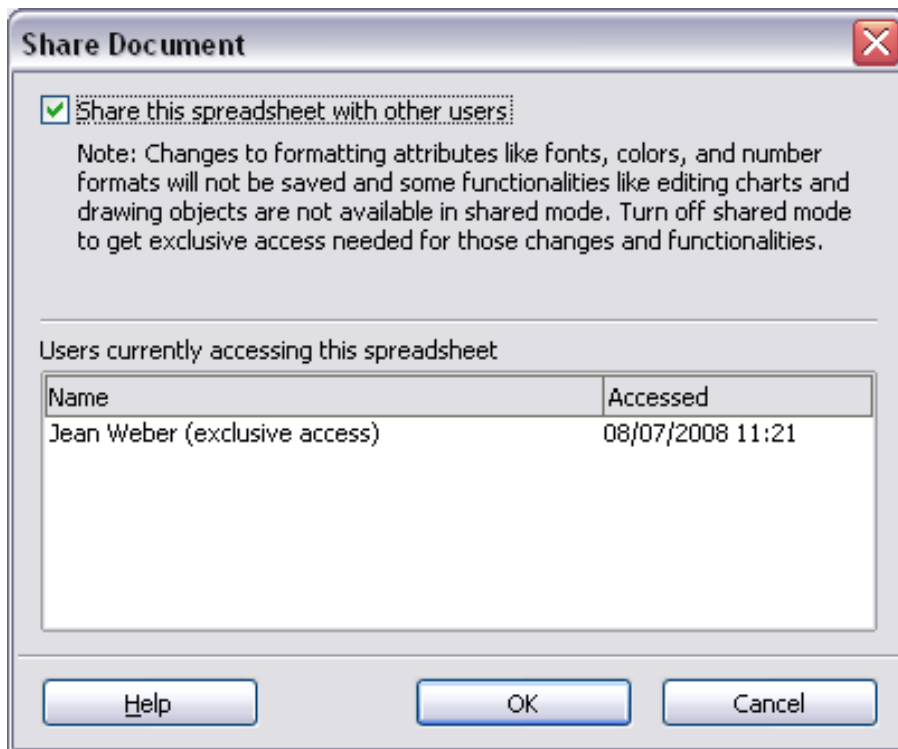 Share Document
Share this spreadsheet with other users
Note: Changes to formatting attributes like fonts, colors, and number
formats will not be saved and some functionalities like editing charts and
drawing objects are not available in shared mode. Turn off shared mode
to get exclusive access needed for those changes and functionalities.
Users currently accessing this spreadsheet
Name Accessed
Jean Weber (exclusive access) 08/07/2008 11:21
Help OK Cancel